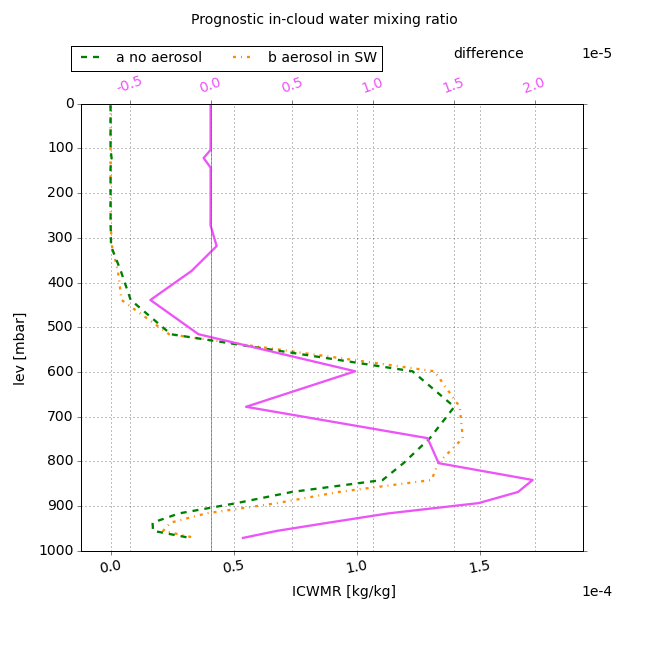 Prognostic in-cloud water mixing ratio
a no aerosol b aerosol in SW difference 1e-5
-0.5 0.0 0.5 1.0 1.5 2.0
0
100
200
300
400
500
600
700
800
900
1000
lev [mbar]
0.0 0.5 1.0 1.5
ICWMR [kg/kg] 1e-4